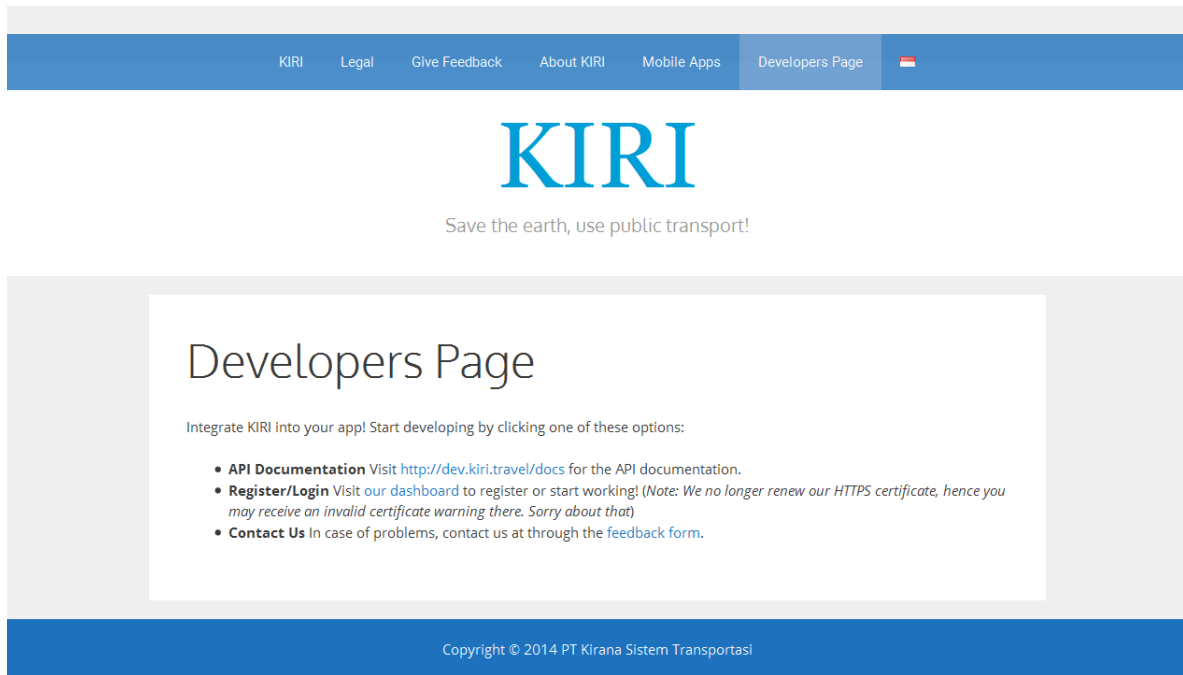 KIRI Legal Give Feedback About KIRI Mobile Apps Developers Page
KIRI
Save the earth, use public transport!
Developers Page
Integrate KIRI into your app! Start developing by clicking one of these options:
• API Documentation Visit http://dev.kiri.travel/docs for the API documentation.
• Register/Login Visit our dashboard to register or start working! (Note: We no longer renew our HTTPS certificate, hence you
may receive an invalid certificate warning there. Sorry about that)
• Contact Us In case of problems, contact us at through the feedback form.
Copyright © 2014 PT Kirana Sistem Transportasi